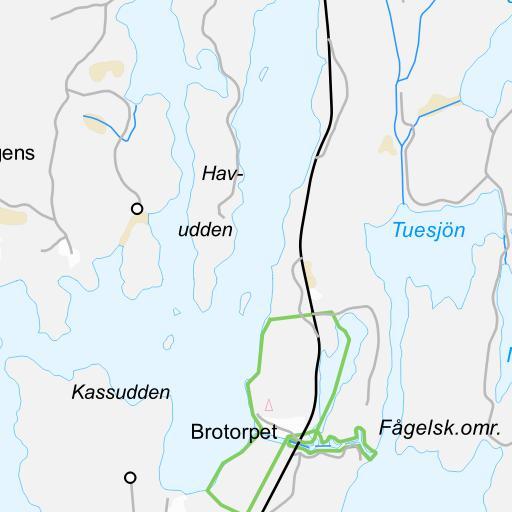 gens
Hav-
udden
Tuesjön
Kassudden
Brotorpet
Fågelsk.omr.